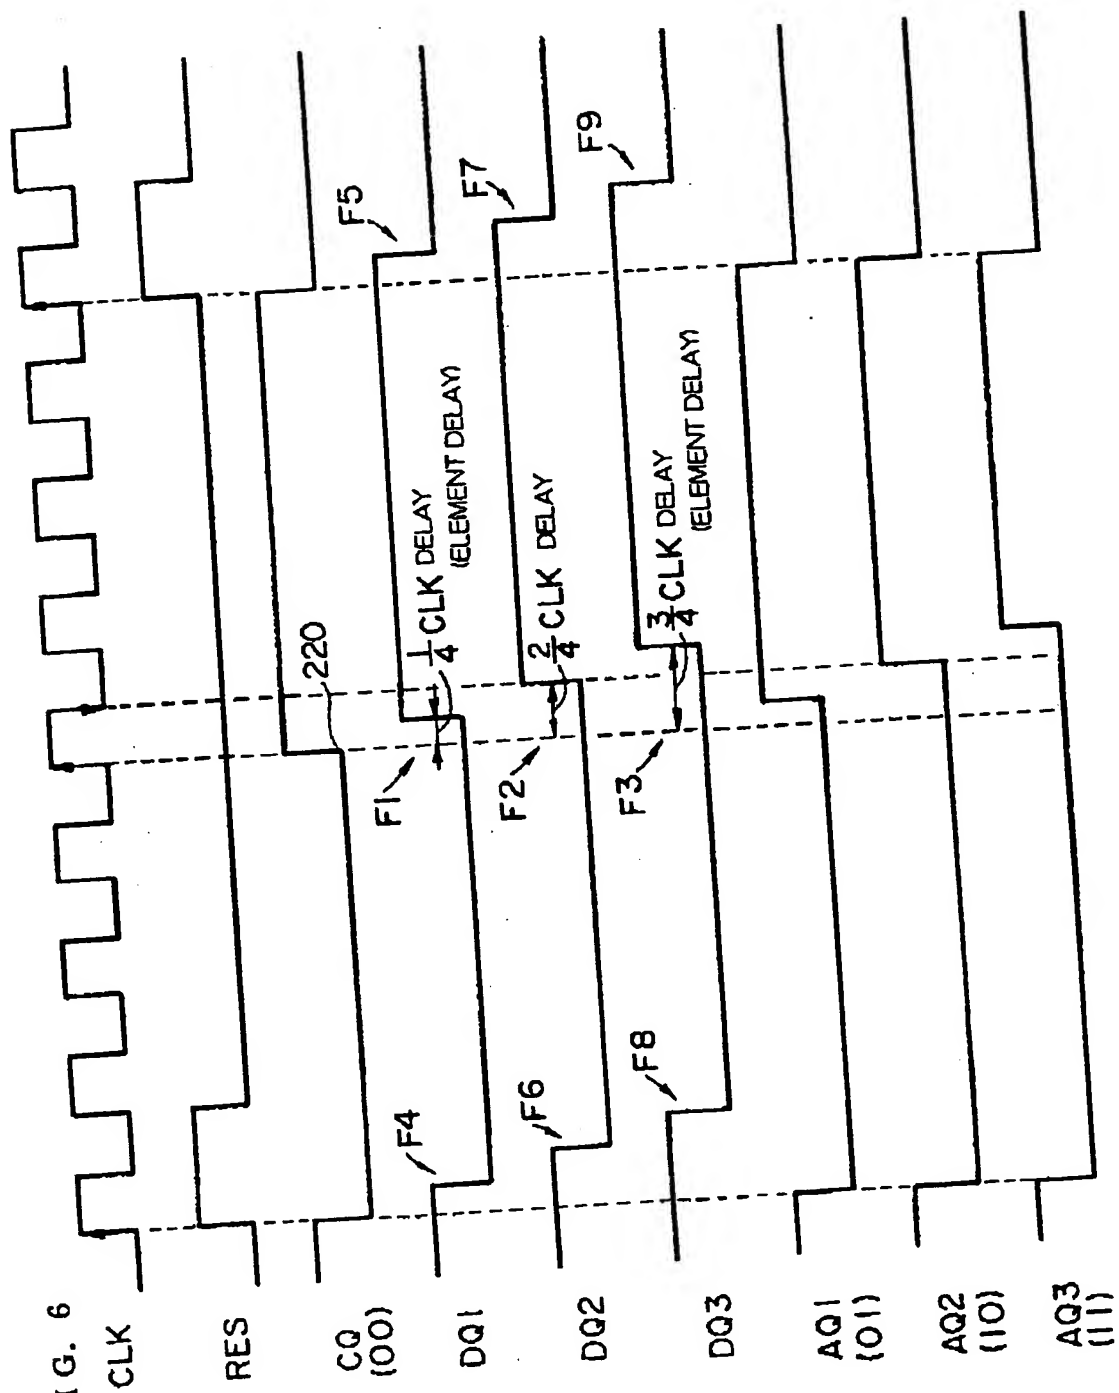 IG. 6
CLK
RES
CQ
(00)
220
DQ1
F4
F1
1/4 CLK DELAY
(ELEMENT DELAY)
F5
DQ2
F6
F2
2/4 CLK DELAY
F7
DQ3
F8
F3
3/4 CLK DELAY
(ELEMENT DELAY)
F9
AQ1
(01)
AQ2
(10)
AQ3
(11)